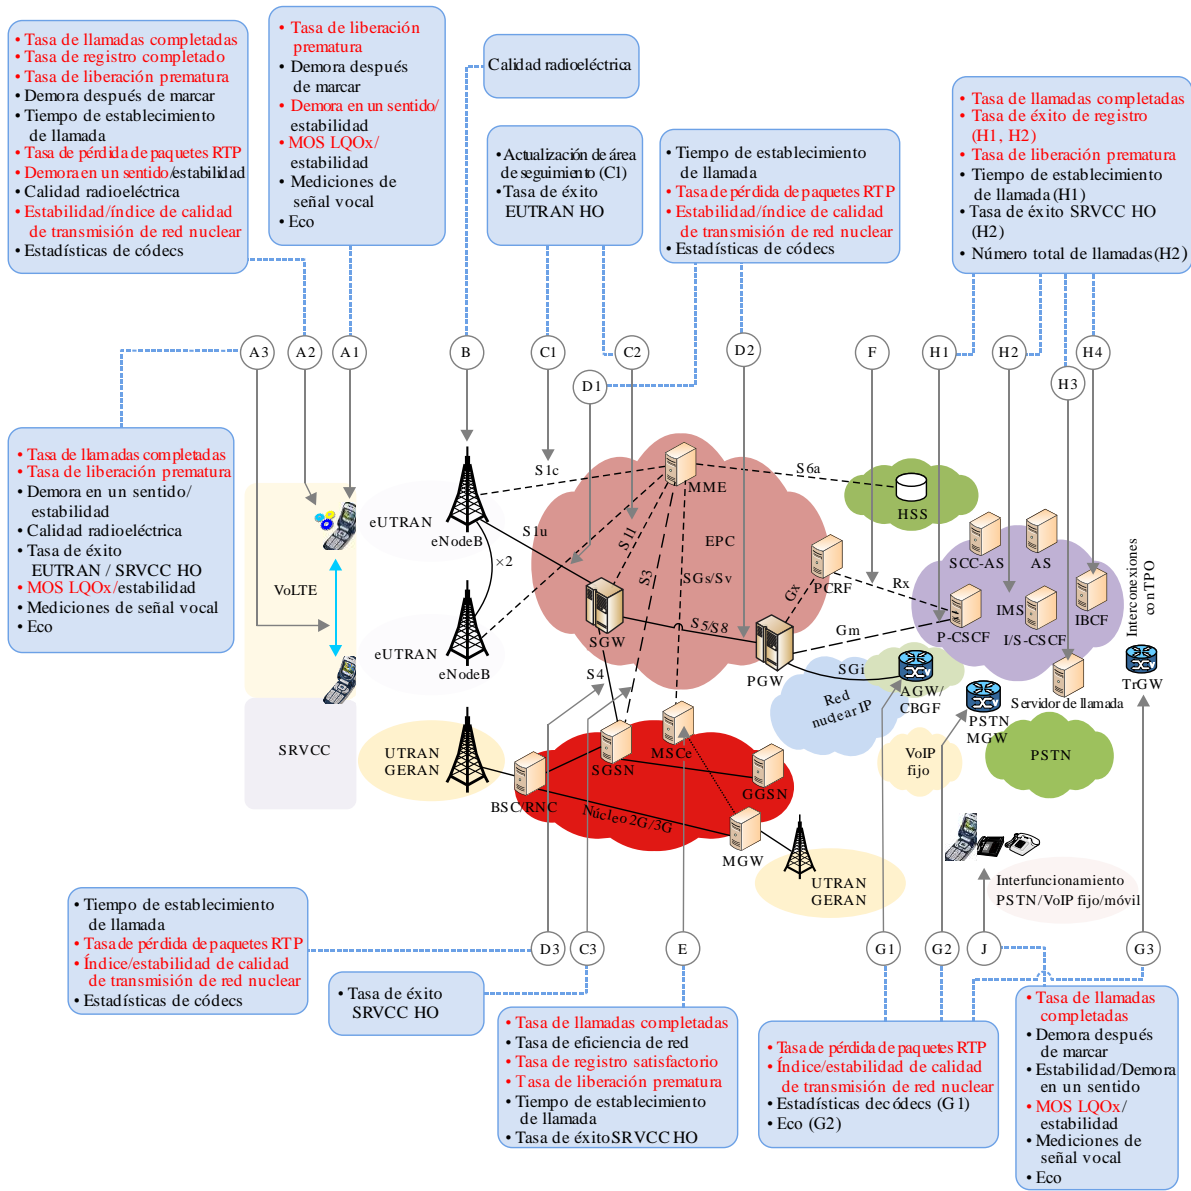 • Tasa de llamadas completadas
• Tasa de registro completado
• Tasa de liberación prematura
• Demora después de marcar
• Tiempo de establecimiento
de llamada
• Tasa de pérdida de paquetes RTP
• Demora en un sentido/estabilidad
• Calidad radioeléctrica
• Estabilidad/índice de calidad
de transmisión de red nuclear
• Estadísticas de códecs
• Tasa de liberación
prematura
• Demora después
de marcar
• Demora en un sentido/
estabilidad
• MOS LQOx/
estabilidad
• Mediciones de
señal vocal
• Eco
Calidad radioeléctrica
• Actualización de área
de seguimiento (C1)
• Tasa de éxito
EUTRAN HO
• Tiempo de establecimiento
de llamada
• Tasa de pérdida de paquetes RTP
• Estabilidad/índice de calidad
de transmisión de red nuclear
• Estadísticas de códecs
• Tasa de llamadas completadas
• Tasa de éxito de registro
(H1, H2)
• Tasa de liberación prematura
• Tiempo de establecimiento
de llamada (H1)
• Tasa de éxito SRVCC HO
(H2)
• Número total de llamadas (H2)
A3
A2
A1
B
C1
C2
D1
D2
F
H1
H2
H3
H4
• Tasa de llamadas completadas
• Tasa de liberación prematura
• Demora en un sentido/
estabilidad
• Calidad radioeléctrica
• Tasa de éxito
EUTRAN / SRVCC HO
• MOS LQOx/estabilidad
• Mediciones de señal vocal
• Eco
VoLTE
SRVCC
eUTRAN
eNodeB
eUTRAN
eNodeB
UTRAN
GERAN
×2
S1c
S1u
S11
S3
SGs/Sv
S6a
MME
EPC
HSS
SGW
S5/S8
S4
Gx
PCRF
Rx
Gm
PGW
SGi
SCC-AS
AS
IMS
P-CSCF
I/S-CSCF
IBCF
Interconexiones
con TPO
TrGW
Servidor de llamada
Red
nuclear IP
AGW/
CBGF
PSTN
MGW
VoIP
fijo
PSTN
BSC/RNC
SGSN
MSCe
GGSN
Núcleo 2G/3G
MGW
UTRAN
GERAN
Interfuncionamiento
PSTN/VoIP fijo/móvil
D3
C3
E
G1
G2
J
G3
• Tiempo de establecimiento
de llamada
• Tasa de pérdida de paquetes RTP
• Índice/estabilidad de calidad
de transmisión de red nuclear
• Estadísticas de códecs
• Tasa de éxito
SRVCC HO
• Tasa de llamadas completadas
• Tasa de eficiencia de red
• Tasa de registro satisfactorio
• Tasa de liberación prematura
• Tiempo de establecimiento
de llamada
• Tasa de éxito SRVCC HO
• Tasa de pérdida de paquetes RTP
• Índice/estabilidad de calidad
de transmisión de red nuclear
• Estadísticas de códecs (G1)
• Eco (G2)
• Tasa de llamadas
completadas
• Demora después
de marcar
• Estabilidad/Demora
en un sentido
• MOS LQOx/
estabilidad
• Mediciones de
señal vocal
• Eco